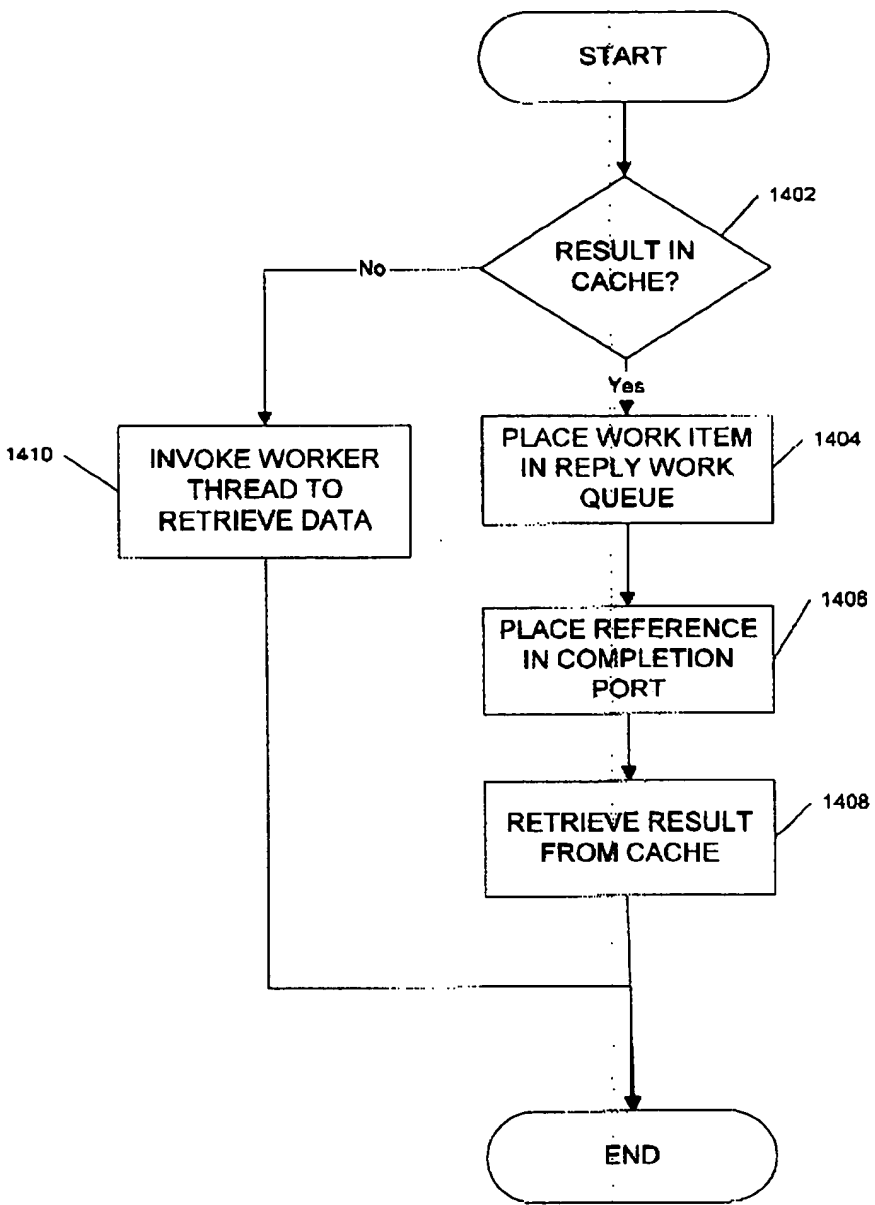 START
1402
RESULT IN
CACHE?
No
Yes
PLACE WORK ITEM
IN REPLY WORK
QUEUE
1404
1410
INVOKE WORKER
THREAD TO
RETRIEVE DATA
PLACE REFERENCE
IN COMPLETION
PORT
1406
RETRIEVE RESULT
FROM CACHE
1408
END